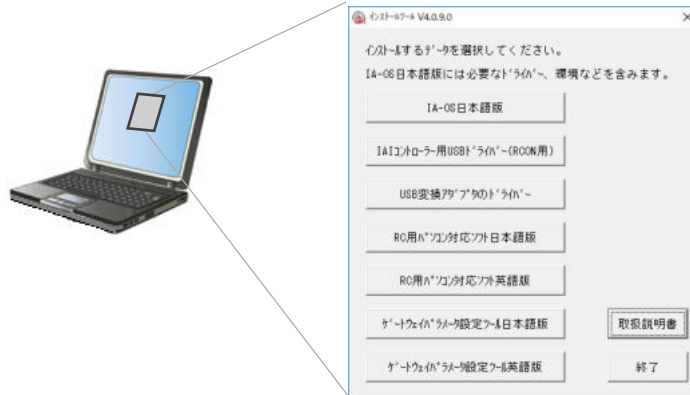 インストールツール V4.0.9.0
インストールするデータを選択してください。
IA-OS日本語版には必要なドライバー、環境などを含みます。
IA-OS日本語版
IAIコントローラー用USBドライバー(RCON用)
USB変換アダプタのドライバー
RC用パソコン対応ソフト日本語版
RC用パソコン対応ソフト英語版
ゲートウェイパラメータ設定ツール日本語版
取扱説明書
ゲートウェイパラメータ設定ツール英語版
終了